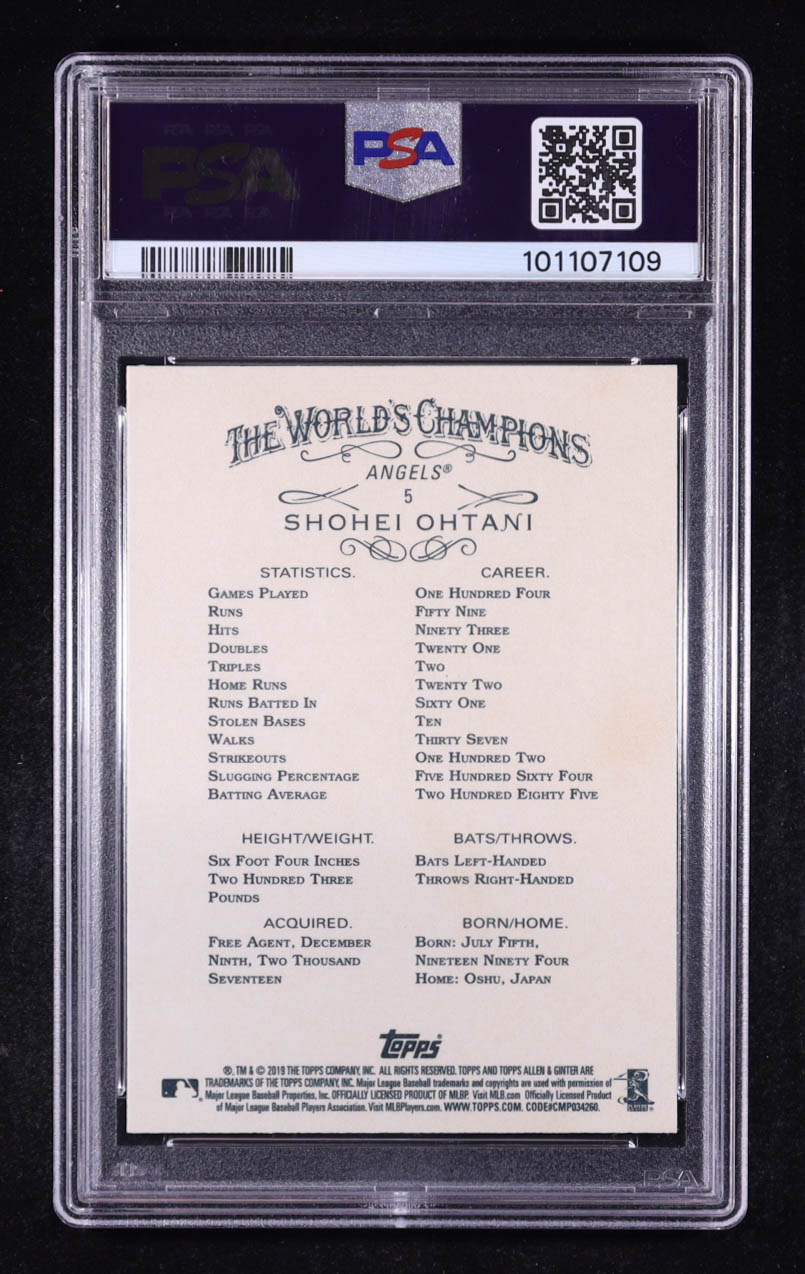 PSA
PSA
101107109
THE WORLD'S CHAMPIONS
ANGELS®
5
SHOHEI OHTANI
STATISTICS. CAREER.
GAMES PLAYED ONE HUNDRED FOUR
RUNS FIFTY NINE
HITS NINETY THREE
DOUBLES TWENTY ONE
TRIPLES TWO
HOME RUNS TWENTY TWO
RUNS BATTED IN SIXTY ONE
STOLEN BASES TEN
WALKS THIRTY SEVEN
STRIKEOUTS ONE HUNDRED TWO
SLUGGING PERCENTAGE FIVE HUNDRED SIXTY FOUR
BATTING AVERAGE TWO HUNDRED EIGHTY FIVE
HEIGHT/WEIGHT. BATS/THROWS.
SIX FOOT FOUR INCHES BATS LEFT-HANDED
TWO HUNDRED THREE THROWS RIGHT-HANDED
POUNDS
ACQUIRED. BORN/HOME.
FREE AGENT, DECEMBER BORN: JULY FIFTH,
NINTH, TWO THOUSAND NINETEEN NINETY FOUR
SEVENTEEN HOME: OSHU, JAPAN
Topps
®, TM & © 2019 THE TOPPS COMPANY, INC. ALL RIGHTS RESERVED. TOPPS AND TOPPS ALLEN & GINTER ARE
TRADEMARKS OF THE TOPPS COMPANY, INC. Major League Baseball trademarks and copyrights are used with permission of
Major League Baseball Properties, Inc. OFFICIALLY LICENSED PRODUCT OF MLBP. Visit MLB.com Officially Licensed Product
of Major League Baseball Players Association. Visit MLBPlayers.com. WWW.TOPPS.COM. CODE#CMP034260.
PSA